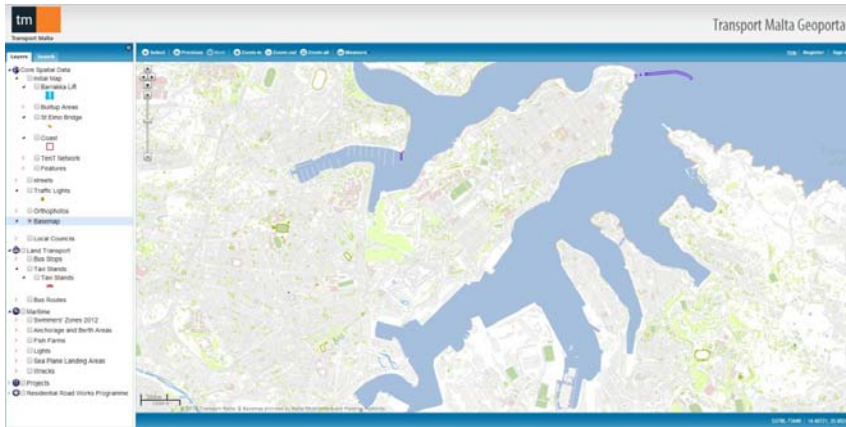 tm
Transport Malta
Transport Malta Geoporta
Layers Search
Select Previous Next Zoom in Zoom out Zoom all Measure
Help Register Sign
Core Spatial Data
Initial Map
Barrakka Lift
Builtup Areas
St Elmo Bridge
Coast
TenT Network
Features
streets
Traffic Lights
Orthophotos
Basemap
Local Councils
Land Transport
Bus Stops
Taxi Stands
Taxi Stands
Bus Routes
Maritime
Swimmers' Zones 2012
Anchorage and Berth Areas
Fish Farms
Lights
Sea Plane Landing Areas
Wrecks
Projects
Residential Road Works Programme
Transport Malta